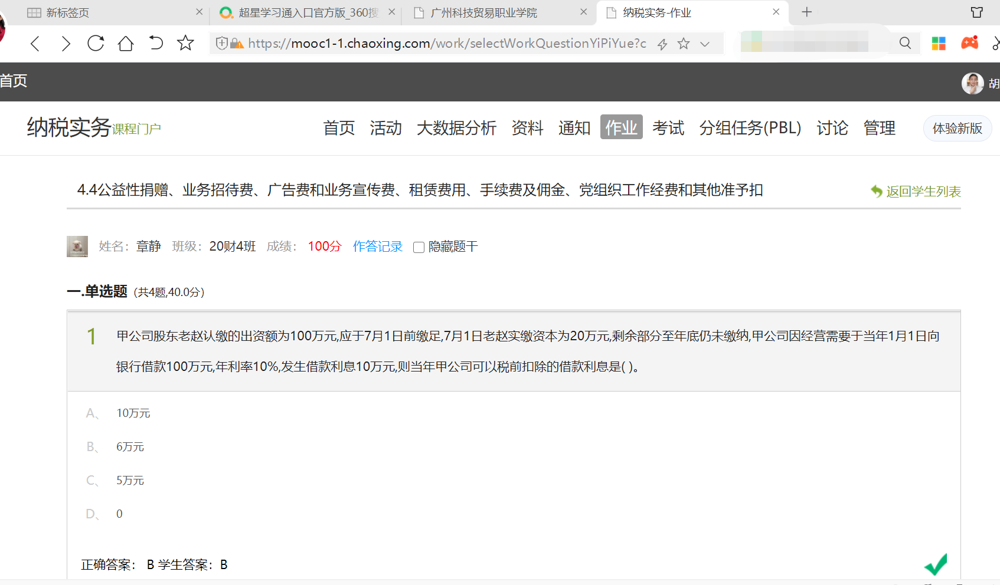 新标签页
超星学习通入口官方版_360搜
广州科技贸易职业学院
纳税实务-作业
https://mooc1-1.chaoxing.com/work/selectWorkQuestionYiPiYue?c
首页
胡
纳税实务课程门户
首页 活动 大数据分析 资料 通知 作业 考试 分组任务(PBL) 讨论 管理 体验新版
4.4公益性捐赠、业务招待费、广告费和业务宣传费、租赁费用、手续费及佣金、党组织工作经费和其他准予扣
返回学生列表
姓名：章静 班级：20财4班 成绩： 100分 作答记录 隐藏题干
一.单选题（共4题,40.0分）
1 甲公司股东老赵认缴的出资额为100万元,应于7月1日前缴足,7月1日老赵实缴资本为20万元,剩余部分至年底仍未缴纳,甲公司因经营需要于当年1月1日向
银行借款100万元,年利率10%,发生借款利息10万元,则当年甲公司可以税前扣除的借款利息是( )。
A、 10万元
B、 6万元
C、 5万元
D、 0
正确答案： B 学生答案：B